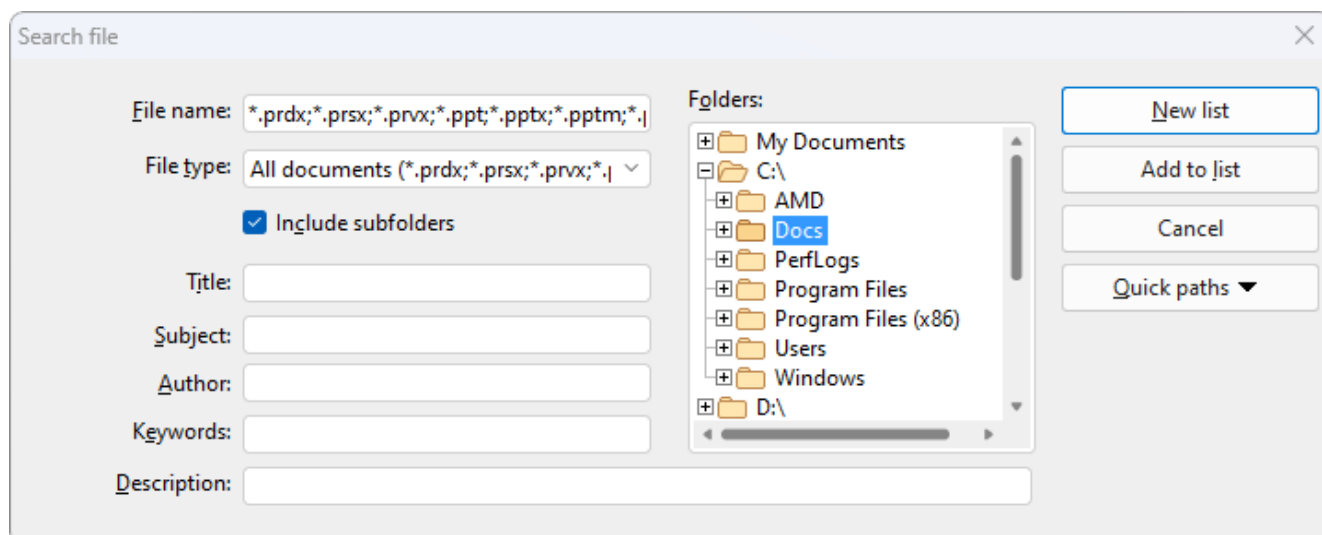 Search file
File name: *.prdx;*.prsx;*.prvx;*.ppt;*.pptx;*.pptm;*.
File type: All documents (*.prdx;*.prsx;*.prvx;*.
Include subfolders
Title:
Subject:
Author:
Keywords:
Description:
Folders:
My Documents
C:\
AMD
Docs
PerfLogs
Program Files
Program Files (x86)
Users
Windows
D:\
New list
Add to list
Cancel
Quick paths